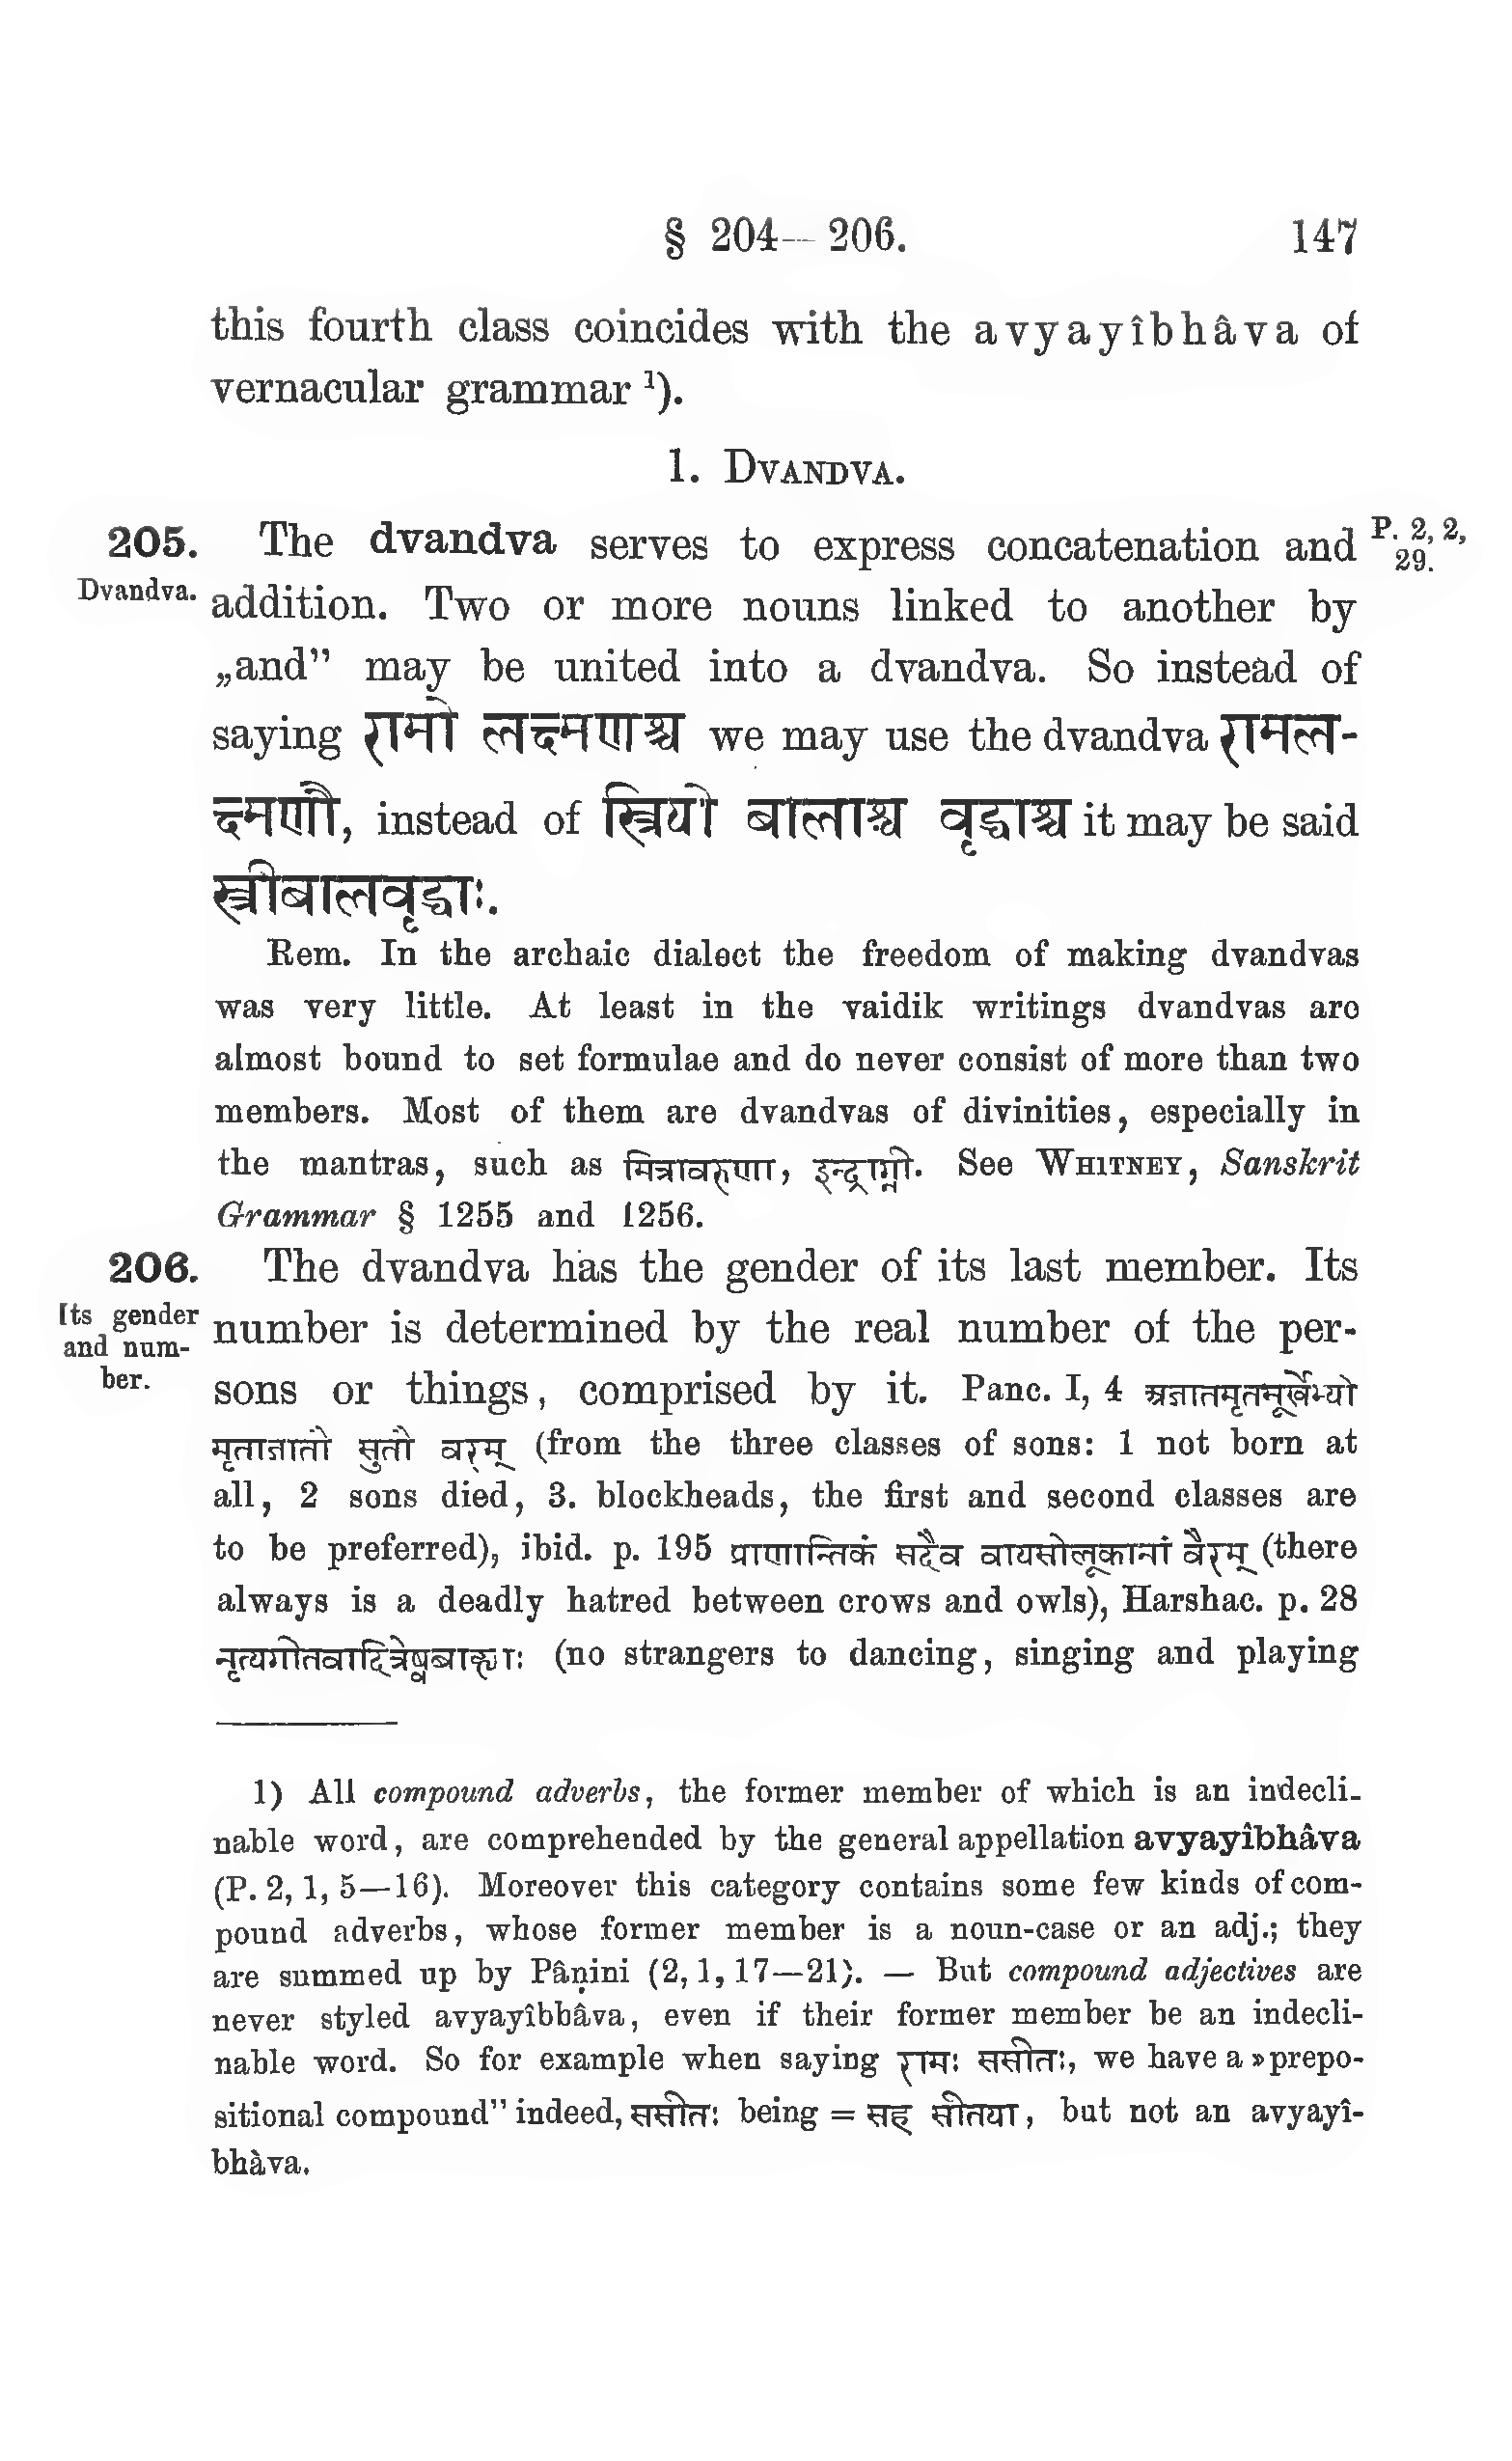 § 204— 206. 147
this fourth class coincides with the avyayîbhâva of
vernacular grammar ¹).
1. DVANDVA.
205. The dvandva serves to express concatenation and P. 2, 2,
29.
Dvandva. addition. Two or more nouns linked to another by
„and” may be united into a dvandva. So instead of
saying रामो लक्ष्मणश्च we may use the dvandva रामल-
क्ष्मणौ, instead of स्त्रियो बालाश्च वृद्धाश्च it may be said
स्त्रीबालवृद्धाः.
Rem. In the archaic dialect the freedom of making dvandvas
was very little. At least in the vaidik writings dvandvas are
almost bound to set formulae and do never consist of more than two
members. Most of them are dvandvas of divinities, especially in
the mantras, such as मित्रावरुणा, इन्द्राग्नी. See WHITNEY, Sanskrit
Grammar § 1255 and 1256.
206. The dvandva has the gender of its last member. Its
Its gender
and num-
ber.
number is determined by the real number of the per-
sons or things, comprised by it. Panc. I, 4 अजातमृतमूर्खेभ्यो
मृताजातौ सुतौ वरम् (from the three classes of sons: 1 not born at
all, 2 sons died, 3. blockheads, the first and second classes are
to be preferred), ibid. p. 195 प्राणान्तिकं सदैव वायसोलूकानां वैरम् (there
always is a deadly hatred between crows and owls), Harshac. p. 28
नृत्यगीतवादित्रेष्वबाह्याः (no strangers to dancing, singing and playing
1) All compound adverbs, the former member of which is an indecli-
nable word, are comprehended by the general appellation avyayîbhâva
(P. 2, 1, 5—16). Moreover this category contains some few kinds of com-
pound adverbs, whose former member is a noun-case or an adj.; they
are summed up by Pâṇini (2, 1, 17—21). — But compound adjectives are
never styled avyayîbhâva, even if their former member be an indecli-
nable word. So for example when saying रामः ससीतः, we have a »prepo-
sitional compound” indeed, ससीतः being = सह सीतया, but not an avyayî-
bhàva.